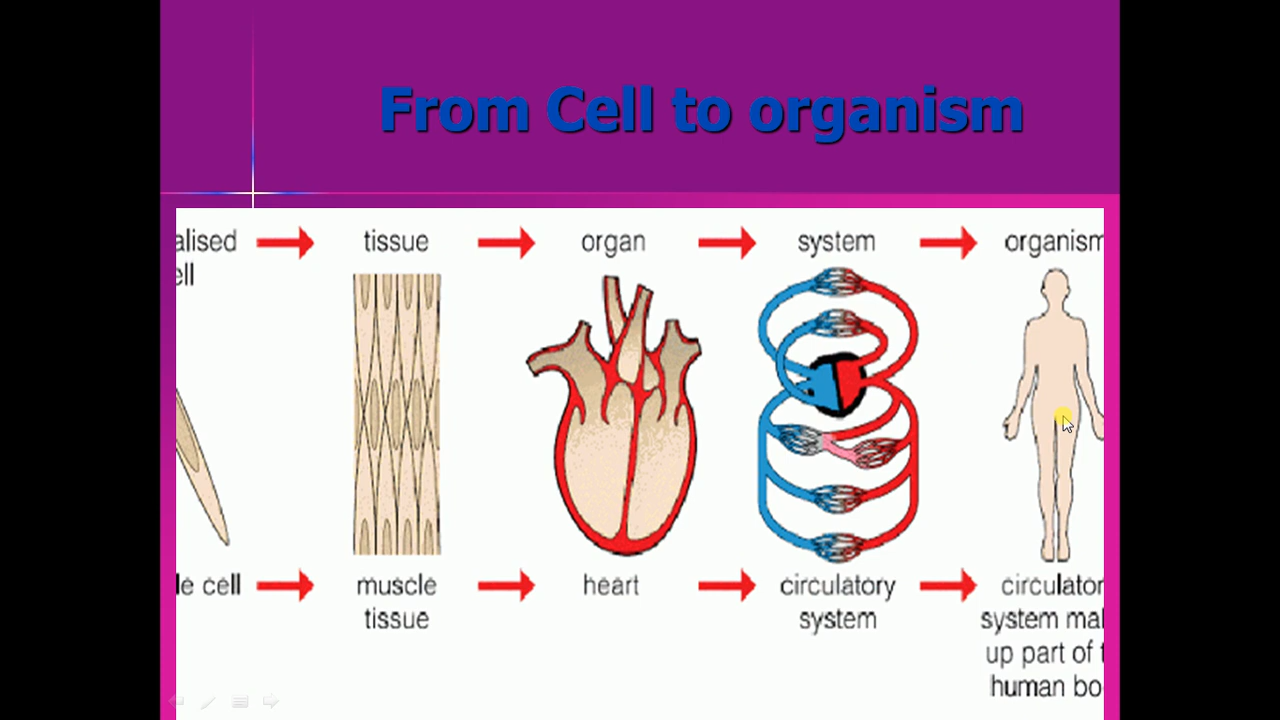 From Cell to organism
alised tissue organ system organism
ell
le cell muscle heart circulatory circulator
tissue system system mak
up part of t
human bo